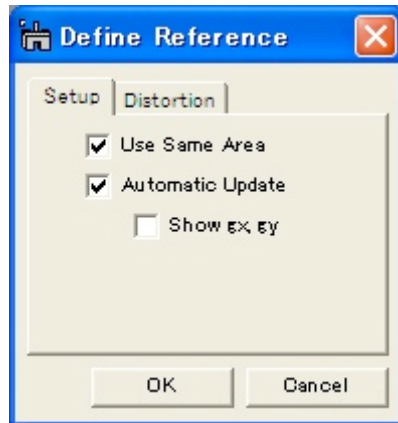 Define Reference
Setup Distortion
Use Same Area
Automatic Update
Show εx, εy
OK Cancel